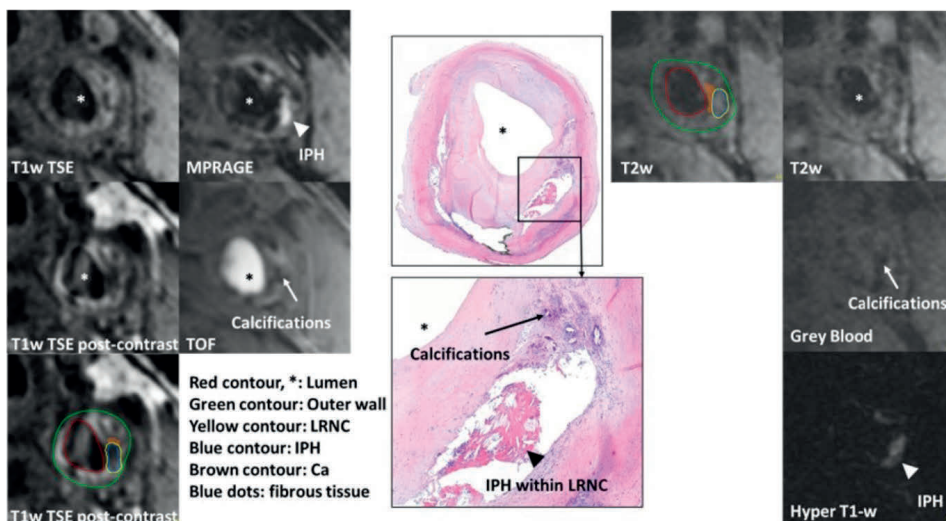 *
T1w TSE
*
IPH
MPRAGE
*
T1w TSE post-contrast
*
Calcifications
TOF
T1w TSE post-contrast
Red contour, *: Lumen
Green contour: Outer wall
Yellow contour: LRNC
Blue contour: IPH
Brown contour: Ca
Blue dots: fibrous tissue
*
*
Calcifications
IPH within LRNC
T2w
*
T2w
Calcifications
Grey Blood
IPH
Hyper T1-w